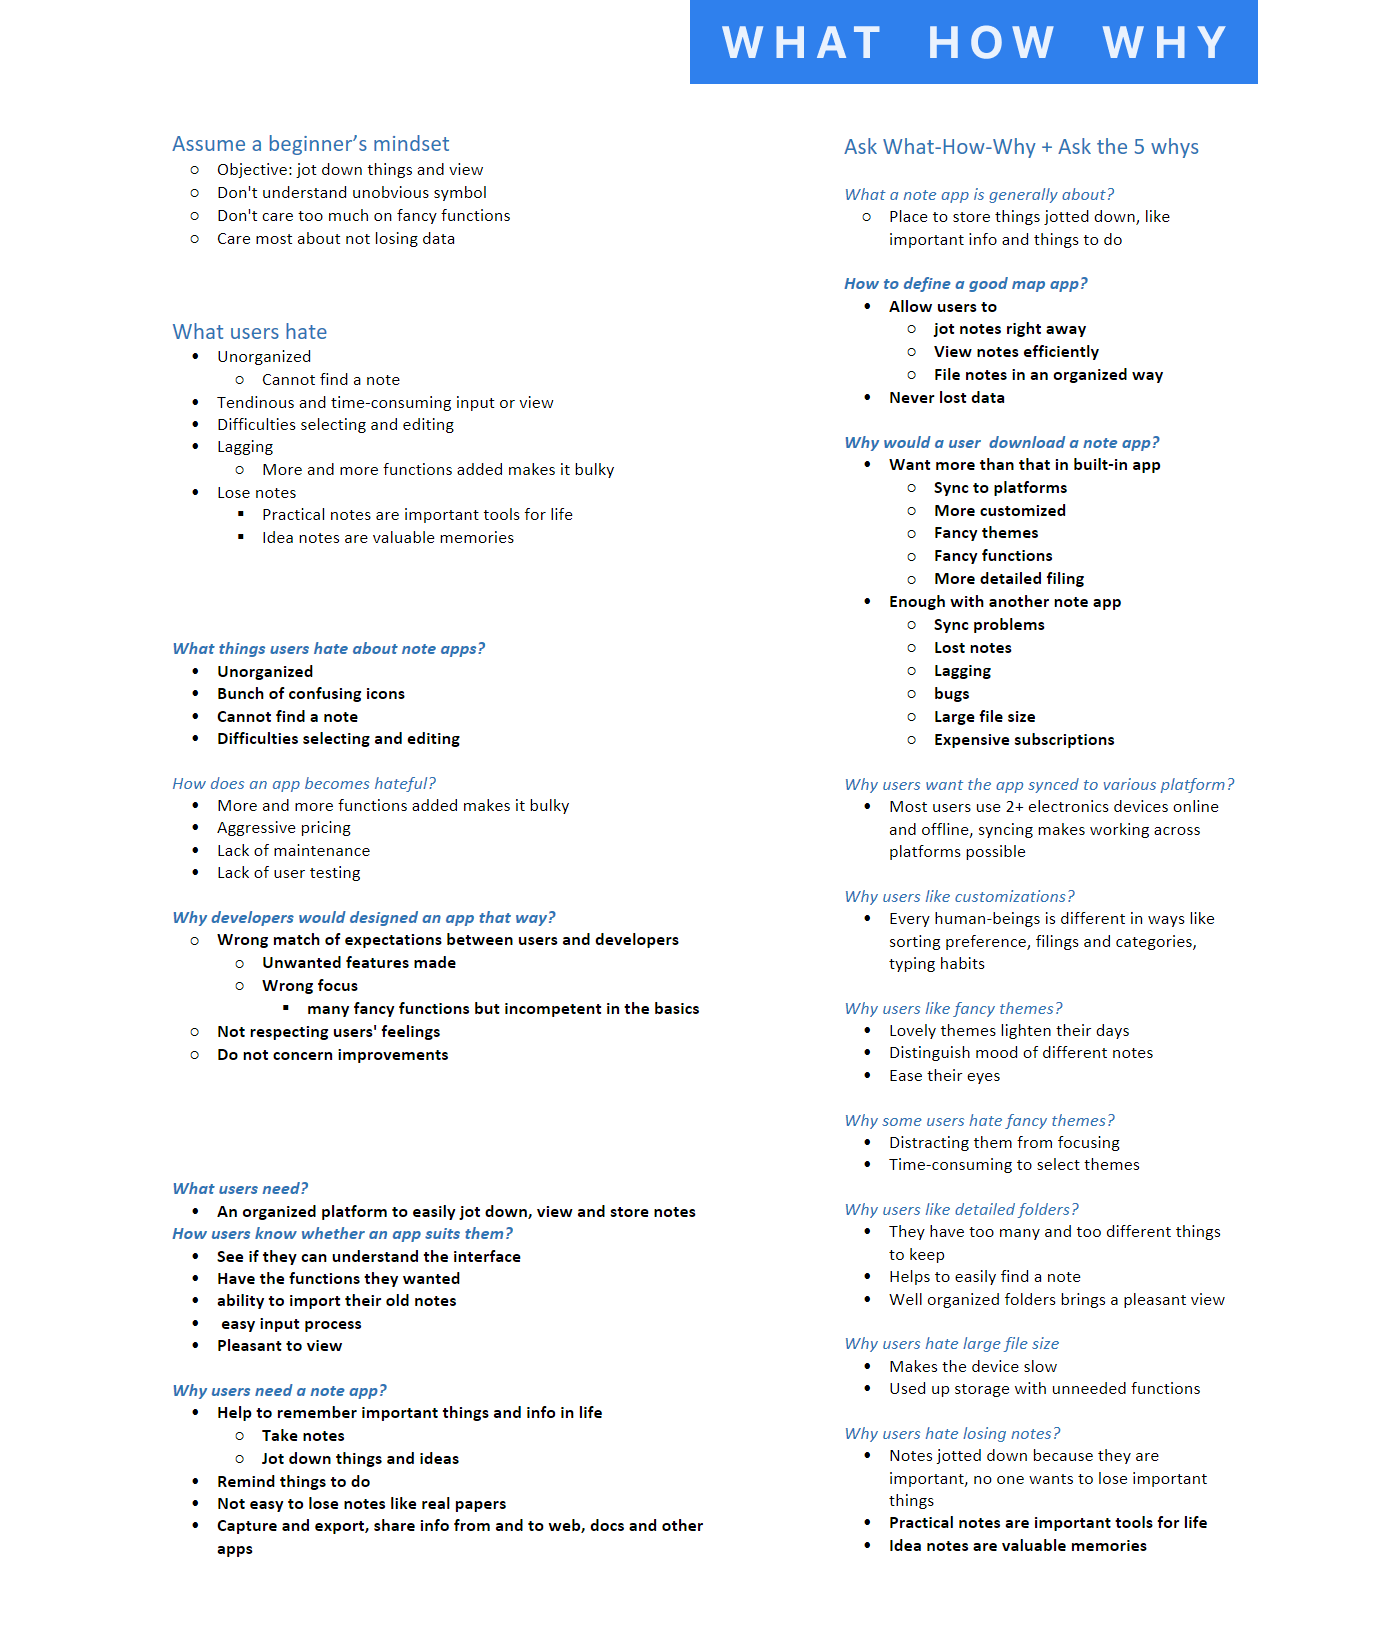 WHAT HOW WHY
Assume a beginner’s mindset
o Objective: jot down things and view
o Don't understand unobvious symbol
o Don't care too much on fancy functions
o Care most about not losing data
What users hate
• Unorganized
o Cannot find a note
• Tendinous and time-consuming input or view
• Difficulties selecting and editing
• Lagging
o More and more functions added makes it bulky
• Lose notes
▪ Practical notes are important tools for life
▪ Idea notes are valuable memories
What things users hate about note apps?
• Unorganized
• Bunch of confusing icons
• Cannot find a note
• Difficulties selecting and editing
How does an app becomes hateful?
• More and more functions added makes it bulky
• Aggressive pricing
• Lack of maintenance
• Lack of user testing
Why developers would designed an app that way?
o Wrong match of expectations between users and developers
o Unwanted features made
o Wrong focus
▪ many fancy functions but incompetent in the basics
o Not respecting users' feelings
o Do not concern improvements
What users need?
• An organized platform to easily jot down, view and store notes
How users know whether an app suits them?
• See if they can understand the interface
• Have the functions they wanted
• ability to import their old notes
• easy input process
• Pleasant to view
Why users need a note app?
• Help to remember important things and info in life
o Take notes
o Jot down things and ideas
• Remind things to do
• Not easy to lose notes like real papers
• Capture and export, share info from and to web, docs and other
apps
Ask What-How-Why + Ask the 5 whys
What a note app is generally about?
o Place to store things jotted down, like
important info and things to do
How to define a good map app?
• Allow users to
o jot notes right away
o View notes efficiently
o File notes in an organized way
• Never lost data
Why would a user download a note app?
• Want more than that in built-in app
o Sync to platforms
o More customized
o Fancy themes
o Fancy functions
o More detailed filing
• Enough with another note app
o Sync problems
o Lost notes
o Lagging
o bugs
o Large file size
o Expensive subscriptions
Why users want the app synced to various platform?
• Most users use 2+ electronics devices online
and offline, syncing makes working across
platforms possible
Why users like customizations?
• Every human-beings is different in ways like
sorting preference, filings and categories,
typing habits
Why users like fancy themes?
• Lovely themes lighten their days
• Distinguish mood of different notes
• Ease their eyes
Why some users hate fancy themes?
• Distracting them from focusing
• Time-consuming to select themes
Why users like detailed folders?
• They have too many and too different things
to keep
• Helps to easily find a note
• Well organized folders brings a pleasant view
Why users hate large file size
• Makes the device slow
• Used up storage with unneeded functions
Why users hate losing notes?
• Notes jotted down because they are
important, no one wants to lose important
things
• Practical notes are important tools for life
• Idea notes are valuable memories